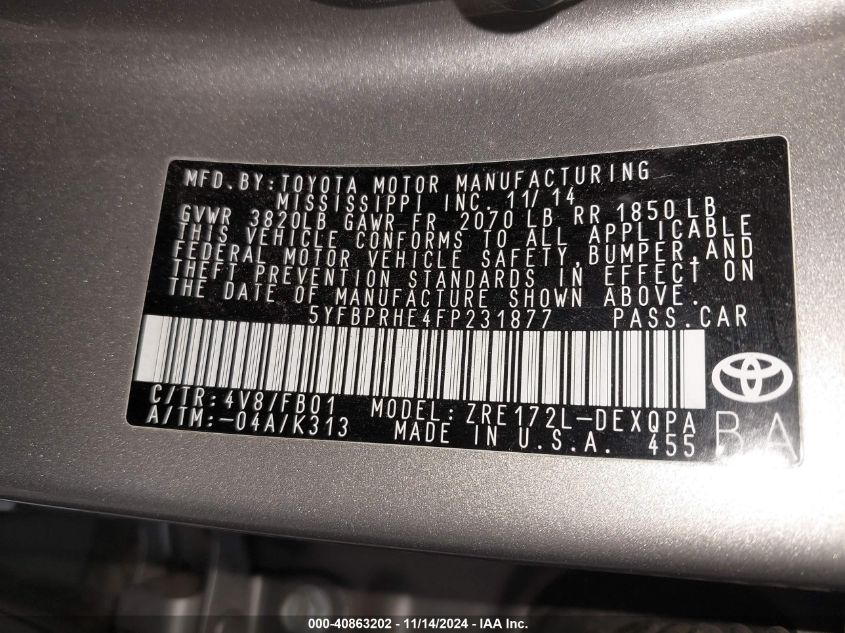 MFD. BY: TOYOTA MOTOR MANUFACTURING
MISSISSIPPI INC. 11/14
GVWR 3820LB GAWR FR 2070 LB RR 1850 LB
THIS VEHICLE CONFORMS TO ALL APPLICABLE
FEDERAL MOTOR VEHICLE SAFETY, BUMPER, AND
THEFT PREVENTION STANDARDS IN EFFECT ON
THE DATE OF MANUFACTURE SHOWN ABOVE.
5YFBPRHE4FP231877 PASS. CAR
C/TR: 4V8/FB01 MODEL: ZRE172L-DEXQPA
A/TM: -04A/K313 MADE IN U.S.A. 455
BA
000-40863202 - 11/14/2024 - IAA Inc.